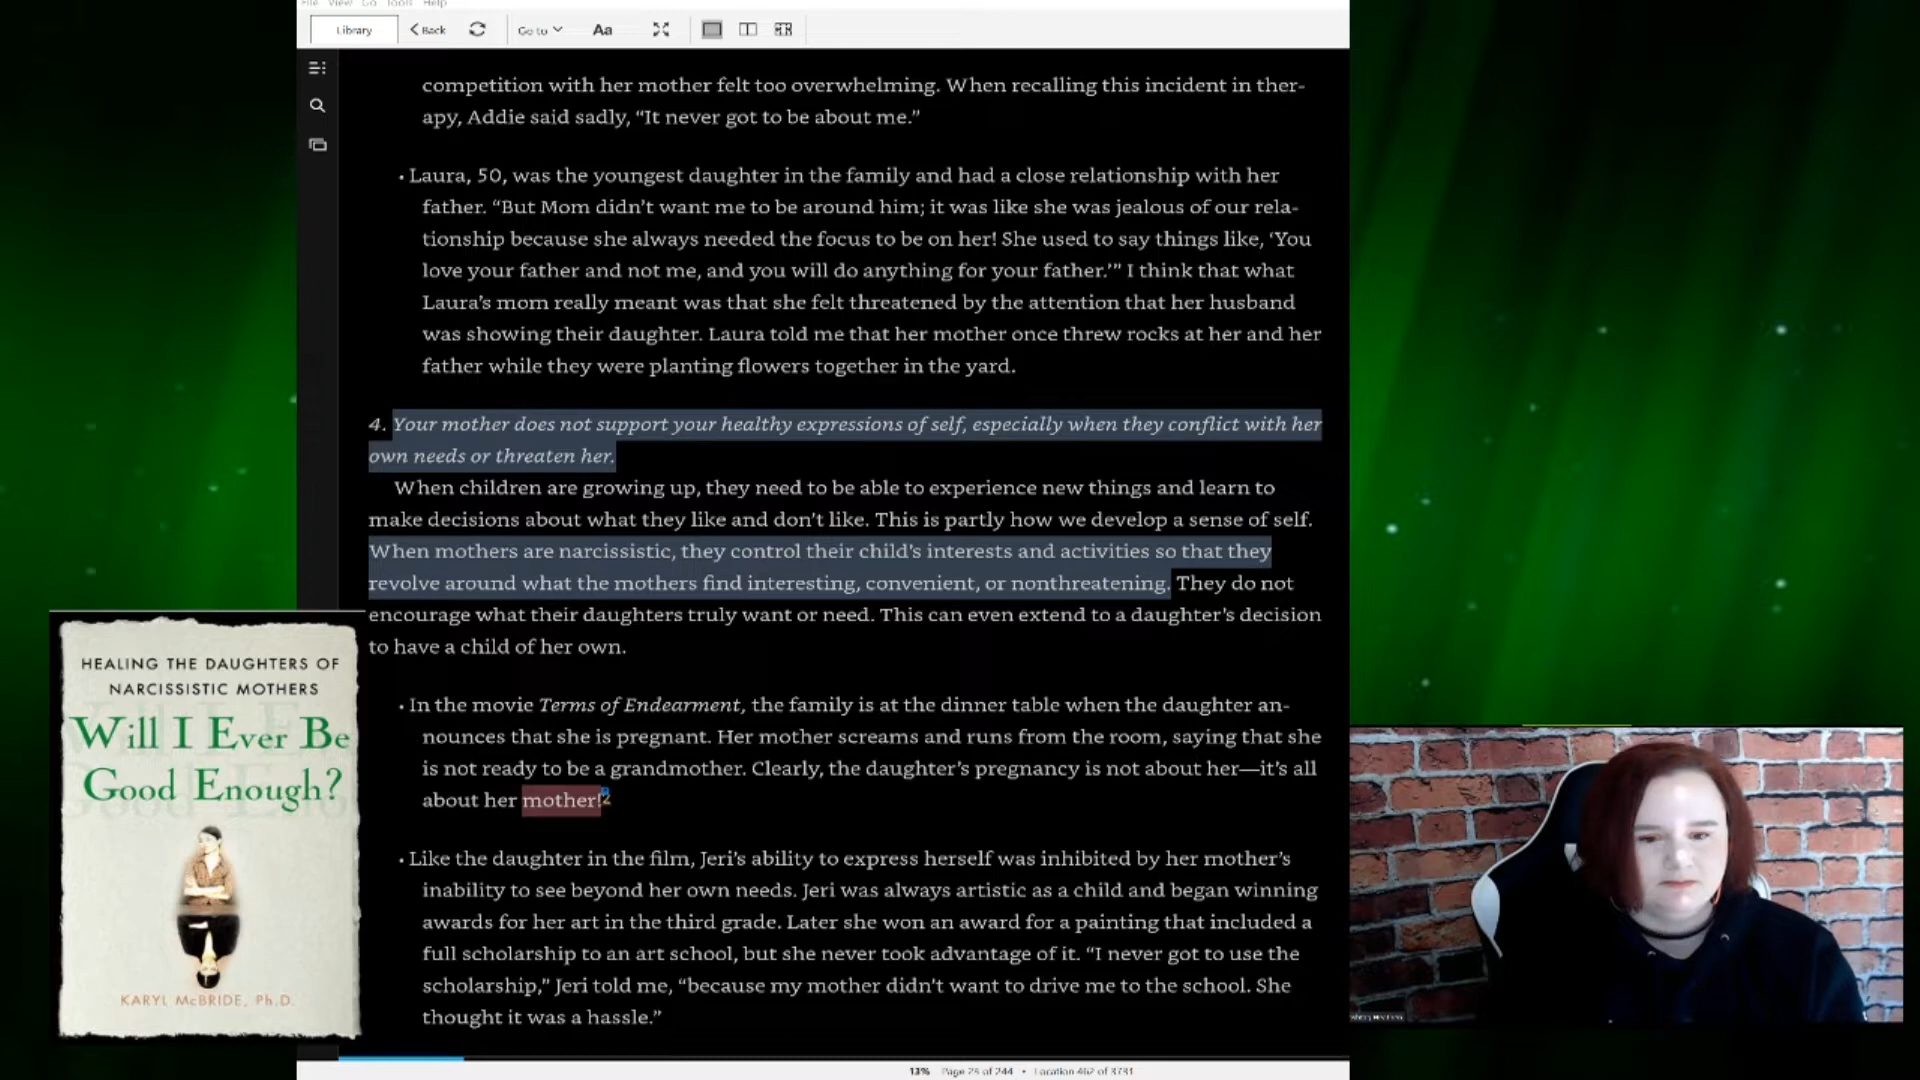 File View Go Tools Help
Library Back Go to Aa
competition with her mother felt too overwhelming. When recalling this incident in ther-
apy, Addie said sadly, “It never got to be about me.”
• Laura, 50, was the youngest daughter in the family and had a close relationship with her
father. “But Mom didn’t want me to be around him; it was like she was jealous of our rela-
tionship because she always needed the focus to be on her! She used to say things like, ‘You
love your father and not me, and you will do anything for your father.’” I think that what
Laura’s mom really meant was that she felt threatened by the attention that her husband
was showing their daughter. Laura told me that her mother once threw rocks at her and her
father while they were planting flowers together in the yard.
4. Your mother does not support your healthy expressions of self, especially when they conflict with her
own needs or threaten her.
When children are growing up, they need to be able to experience new things and learn to
make decisions about what they like and don’t like. This is partly how we develop a sense of self.
When mothers are narcissistic, they control their child’s interests and activities so that they
revolve around what the mothers find interesting, convenient, or nonthreatening. They do not
encourage what their daughters truly want or need. This can even extend to a daughter’s decision
to have a child of her own.
• In the movie Terms of Endearment, the family is at the dinner table when the daughter an-
nounces that she is pregnant. Her mother screams and runs from the room, saying that she
is not ready to be a grandmother. Clearly, the daughter’s pregnancy is not about her—it’s all
about her mother!2
• Like the daughter in the film, Jeri’s ability to express herself was inhibited by her mother’s
inability to see beyond her own needs. Jeri was always artistic as a child and began winning
awards for her art in the third grade. Later she won an award for a painting that included a
full scholarship to an art school, but she never took advantage of it. “I never got to use the
scholarship,” Jeri told me, “because my mother didn’t want to drive me to the school. She
thought it was a hassle.”
13% Page 28 of 244 • Location 462 of 3731
HEALING THE DAUGHTERS OF
NARCISSISTIC MOTHERS
Will I Ever Be
Good Enough?
KARYL McBRIDE, Ph.D.